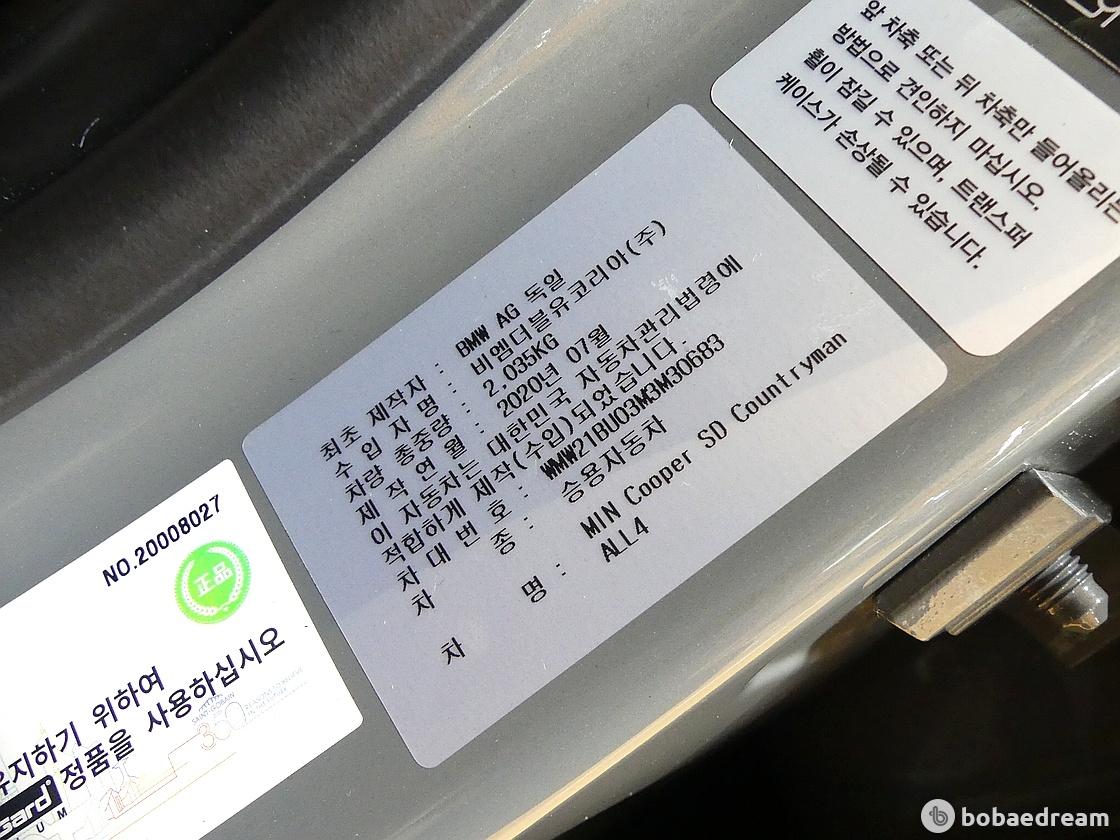 앞 차축 또는 뒤 차축만 들어올리는
방법으로 견인하지 마십시오.
휠이 잠길 수 있으며, 트랜스퍼
케이스가 손상될 수 있습니다.
최초 제작자 : BMW AG 독일
수 입 자 명 : 비엠더블유코리아(주)
차량 총중량 : 2,035KG
제 작 연 월 : 2020년 07월
이 자동차는 대한민국 자동차관리법령에
적합하게 제작(수입)되었습니다.
차 대 번 호 : WMW21BU03M3M30683
차 종 : 승용자동차
차 명 : MIN Cooper SD Countryman
ALL4
NO.20008027
正品
유지하기 위하여
정품을 사용하십시오
SAINT-GOBAIN
Gard
UM
bobaedream